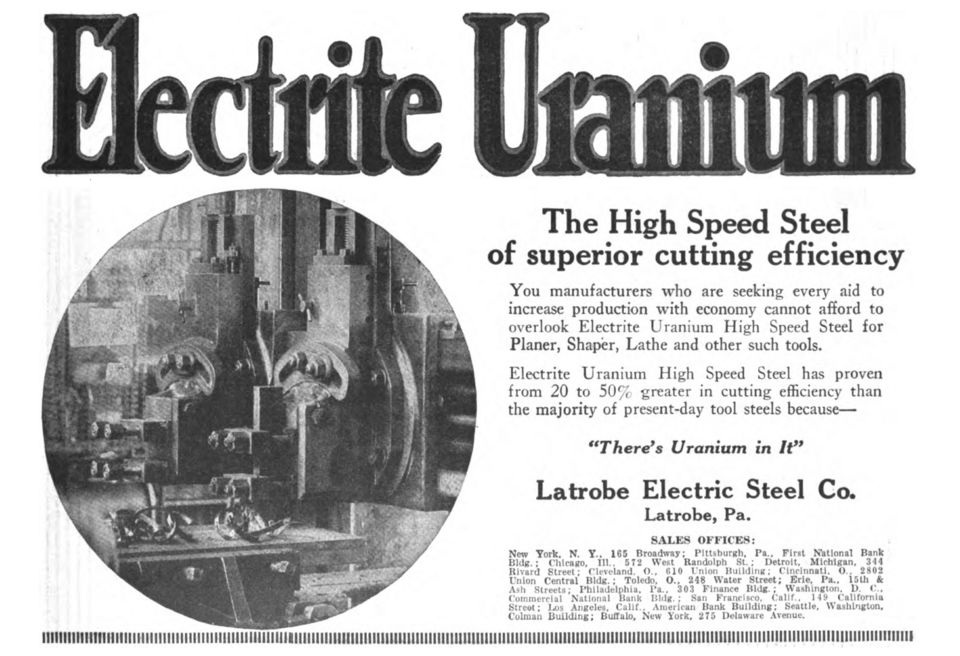 Electrite Uranium
The High Speed Steel
of superior cutting efficiency
You manufacturers who are seeking every aid to
increase production with economy cannot afford to
overlook Electrite Uranium High Speed Steel for
Planer, Shaper, Lathe and other such tools.
Electrite Uranium High Speed Steel has proven
from 20 to 50% greater in cutting efficiency than
the majority of present-day tool steels because—
“There's Uranium in It”
Latrobe Electric Steel Co.
Latrobe, Pa.
SALES OFFICES:
New York, N. Y., 165 Broadway; Pittsburgh, Pa., First National Bank
Bldg.; Chicago, Ill., 572 West Randolph St.; Detroit, Michigan, 344
Rivard Street; Cleveland, O., 610 Union Building; Cincinnati, O., 2802
Union Central Bldg.; Toledo, O., 248 Water Street; Erie, Pa., 15th &
Ash Streets; Philadelphia, Pa., 303 Finance Bldg.; Washington, D. C.,
Commercial National Bank Bldg.; San Francisco, Calif., 149 California
Street; Los Angeles, Calif., American Bank Building; Seattle, Washington,
Colman Building; Buffalo, New York, 275 Delaware Avenue.